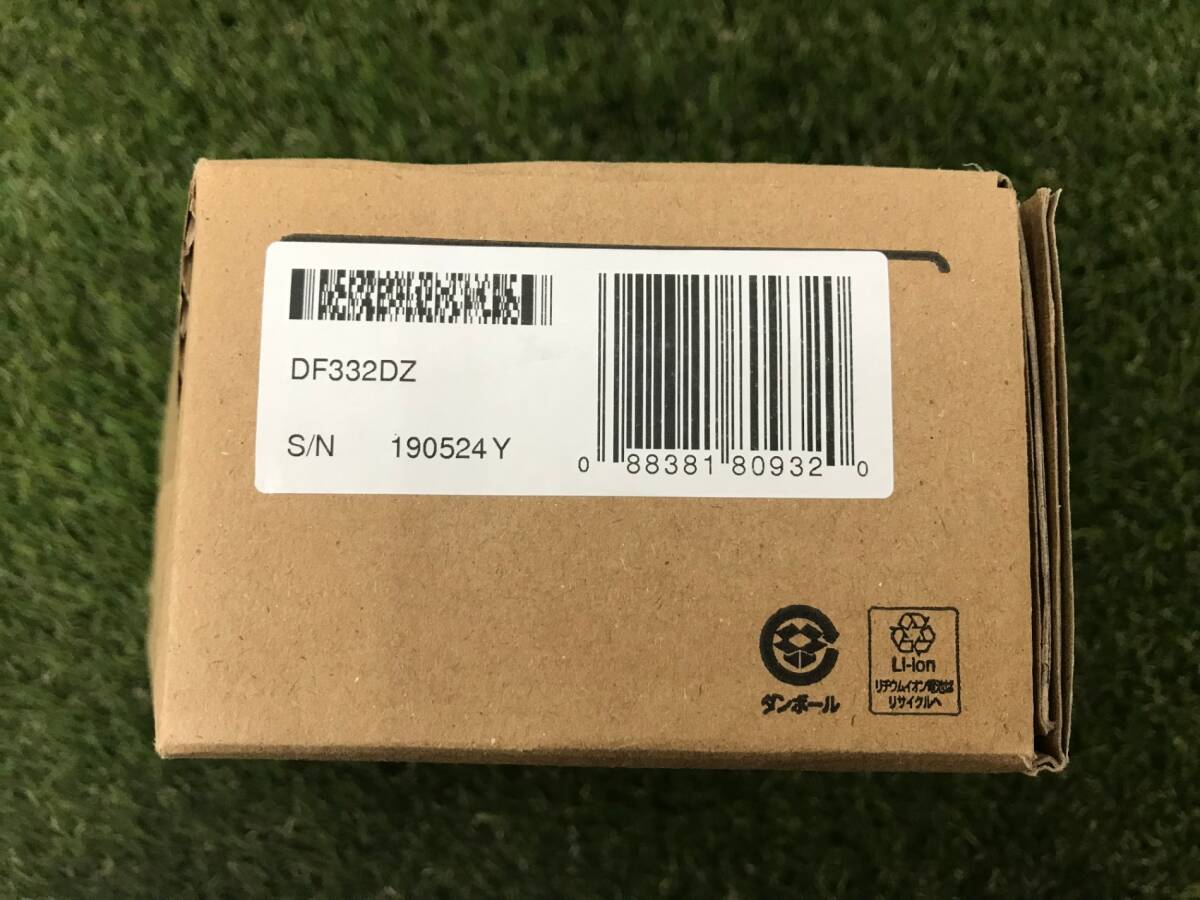 DF332DZ
S/N 190524Y
0 88381 80932 0
ダンボール
Li-ion
リチウムイオン電池は
リサイクルへ